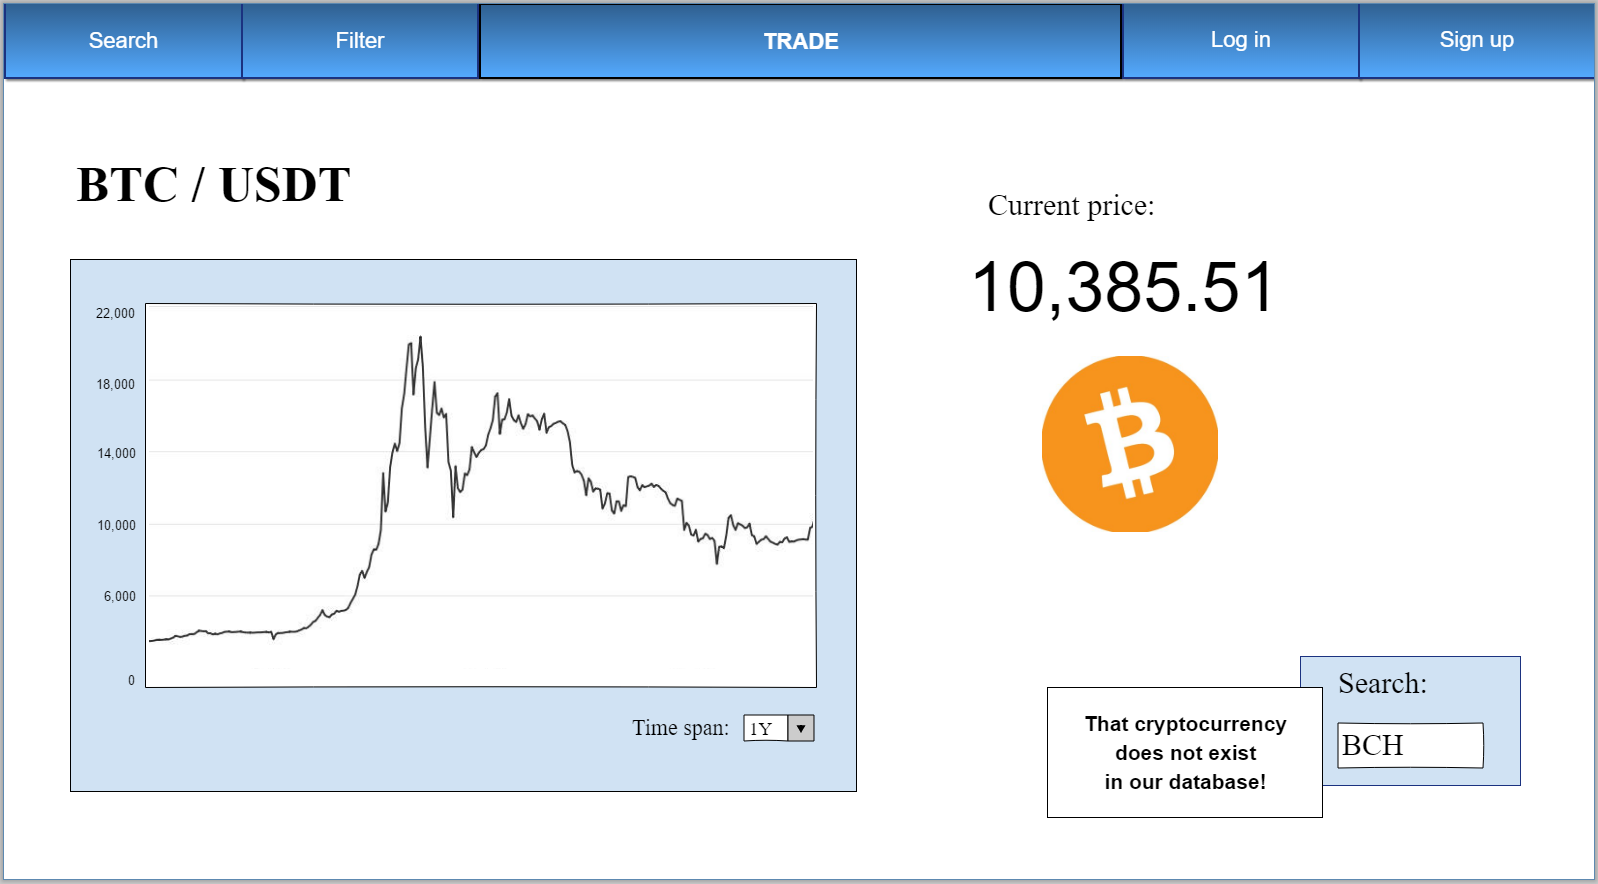 Search
Filter
TRADE
Log in
Sign up
BTC / USDT
Current price:
10,385.51
22,000
18,000
14,000
10,000
6,000
0
Time span: 1Y
Search:
BCH
That cryptocurrency
does not exist
in our database!